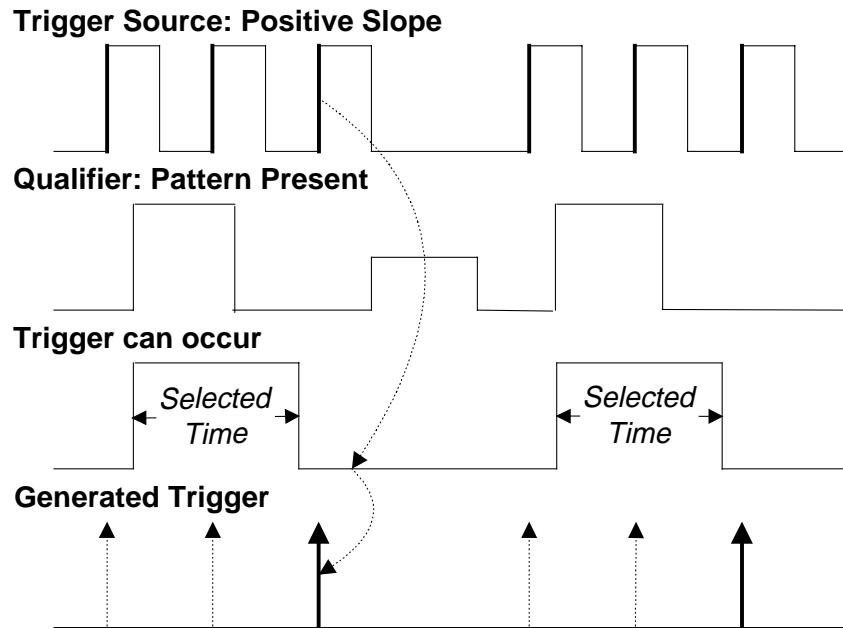 Trigger Source: Positive Slope
Qualifier: Pattern Present
Trigger can occur
Selected
Time
Selected
Time
Generated Trigger